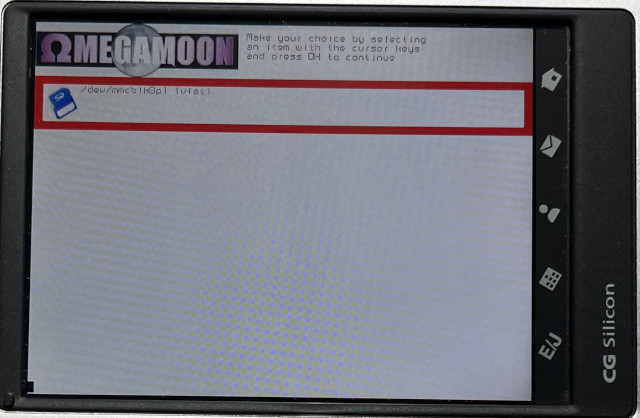 ΩMEGAMOON
Make your choice by selecting
an item with the cursor keys
and press OK to continue
/dev/mmcblk0p1 (vfat)
SD
E/J
CG Silicon